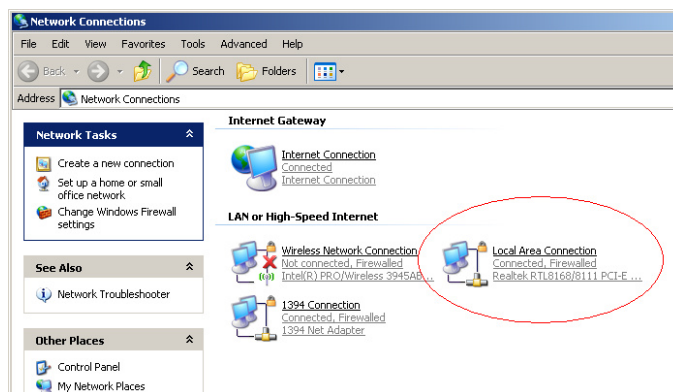 Network Connections
File Edit View Favorites Tools Advanced Help
Back Search Folders
Address Network Connections
Network Tasks
Create a new connection
Set up a home or small
office network
Change Windows Firewall
settings
See Also
Network Troubleshooter
Other Places
Control Panel
My Network Places
Internet Gateway
Internet Connection
Connected
Internet Connection
LAN or High-Speed Internet
Wireless Network Connection
Not connected, Firewalled
Intel(R) PRO/Wireless 3945AB...
Local Area Connection
Connected, Firewalled
Realtek RTL8168/8111 PCI-E ...
1394 Connection
Connected, Firewalled
1394 Net Adapter